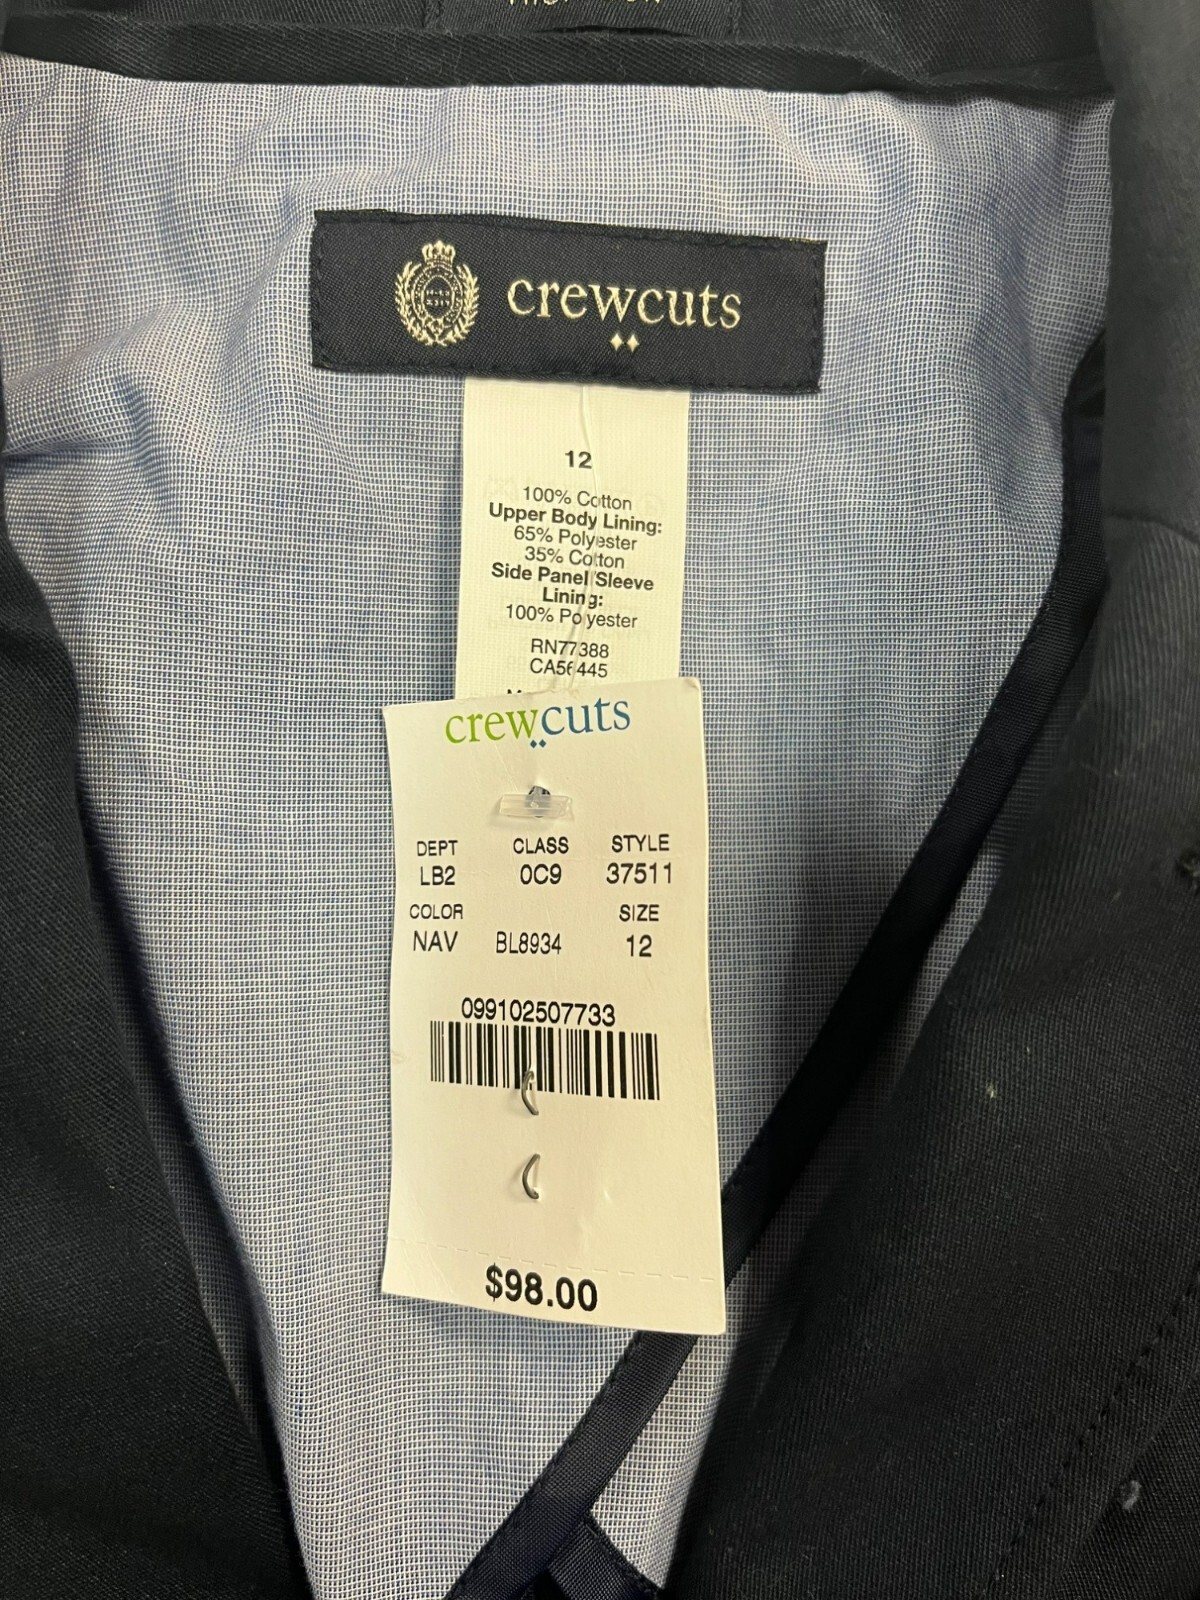 crewcuts
12
100% Cotton
Upper Body Lining:
65% Polyester
35% Cotton
Side Panel/Sleeve
Lining:
100% Polyester
RN77388
CA56445
crewcuts
DEPT CLASS STYLE
LB2 0C9 37511
COLOR SIZE
NAV BL8934 12
099102507733
$98.00